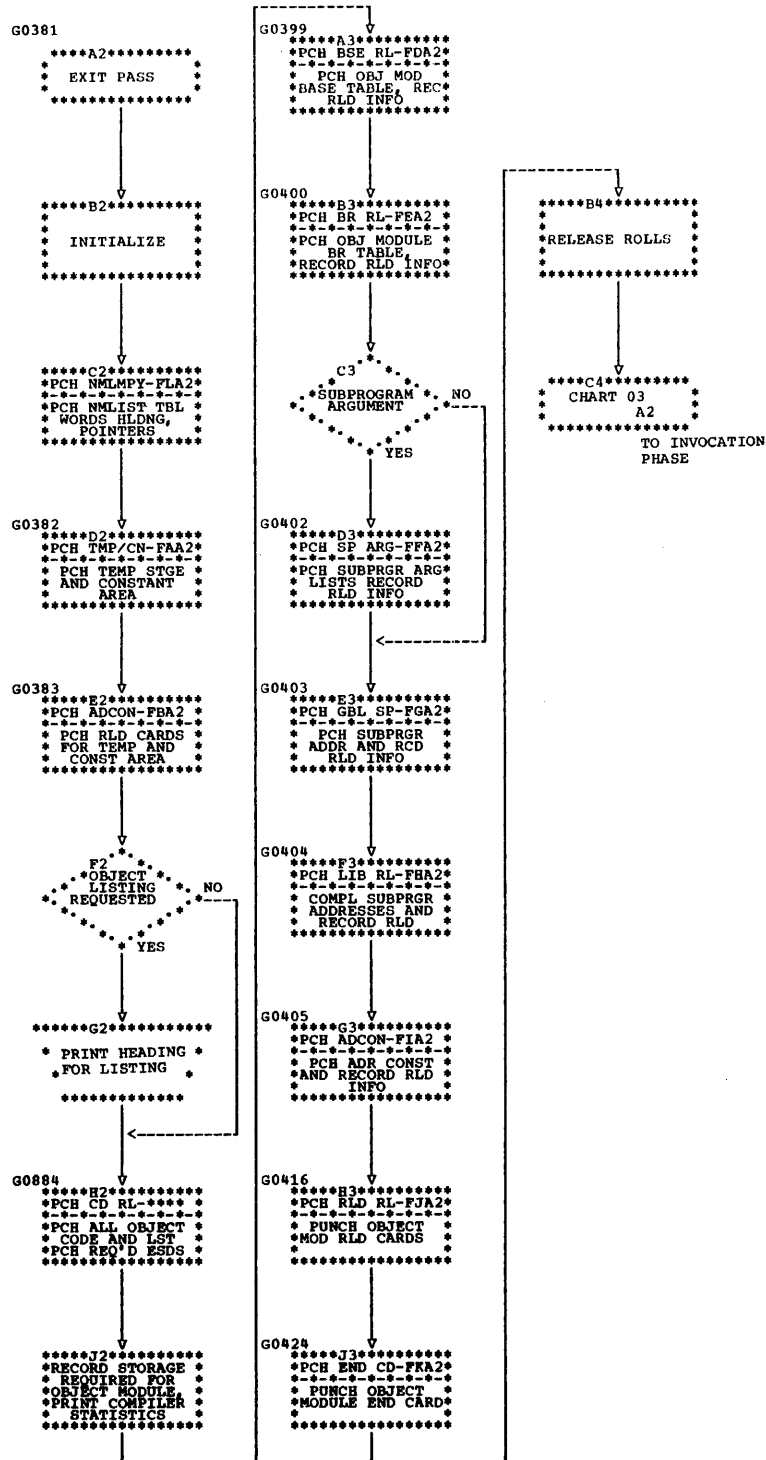 G0381
A2
EXIT PASS
B2
INITIALIZE
C2
PCH NMLMPY-FLA2
PCH NMLIST TBL
WORDS HLDNG,
POINTERS
G0382
D2
PCH TMP/CN-FAA2
PCH TEMP STGE
AND CONSTANT
AREA
G0383
E2
PCH ADCON-FBA2
PCH RLD CARDS
FOR TEMP AND
CONST AREA
F2
OBJECT
LISTING
REQUESTED
NO
YES
G2
PRINT HEADING
FOR LISTING
G0884
H2
PCH CD RL-****
PCH ALL OBJECT
CODE AND LST
PCH REQ'D ESDS
J2
RECORD STORAGE
REQUIRED FOR
OBJECT MODULE,
PRINT COMPILER
STATISTICS
G0399
A3
PCH BSE RL-FDA2
PCH OBJ MOD
BASE TABLE, REC
RLD INFO
G0400
B3
PCH BR RL-FEA2
PCH OBJ MODULE
BR TABLE,
RECORD RLD INFO
C3
SUBPROGRAM
ARGUMENT
NO
YES
G0402
D3
PCH SP ARG-FFA2
PCH SUBPRGR ARG
LISTS RECORD
RLD INFO
G0403
E3
PCH GBL SP-FGA2
PCH SUBPRGR
ADDR AND RCD
RLD INFO
G0404
F3
PCH LIB RL-FHA2
COMPL SUBPRGR
ADDRESSES AND
RECORD RLD
G0405
G3
PCH ADCON-FIA2
PCH ADR CONST
AND RECORD RLD
INFO
G0416
H3
PCH RLD RL-FJA2
PUNCH OBJECT
MOD RLD CARDS
G0424
J3
PCH END CD-FKA2
PUNCH OBJECT
MODULE END CARD
B4
RELEASE ROLLS
C4
CHART 03
A2
TO INVOCATION
PHASE